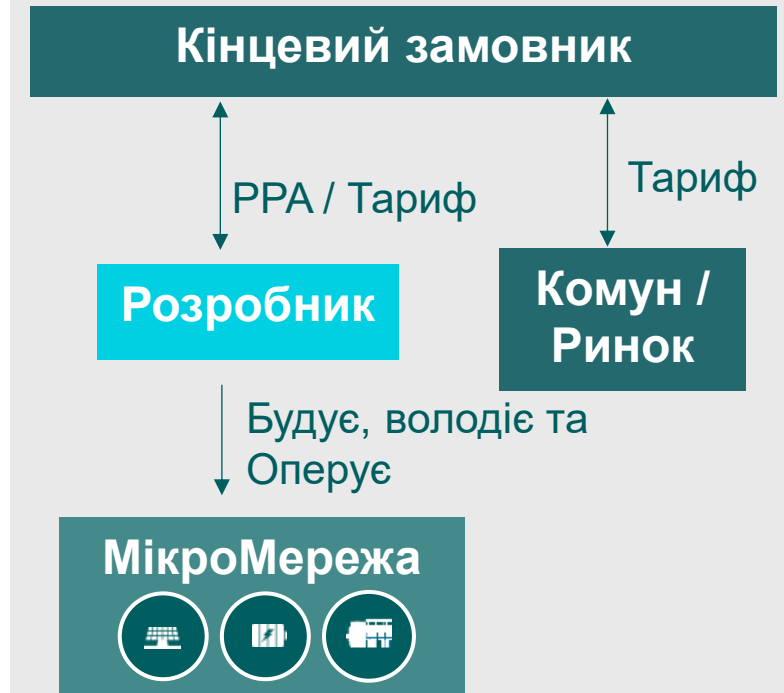 Кінцевий замовник
PPA / Тариф
Тариф
Розробник
Комун /
Ринок
Будує, володіє та
Оперує
МікроМережа